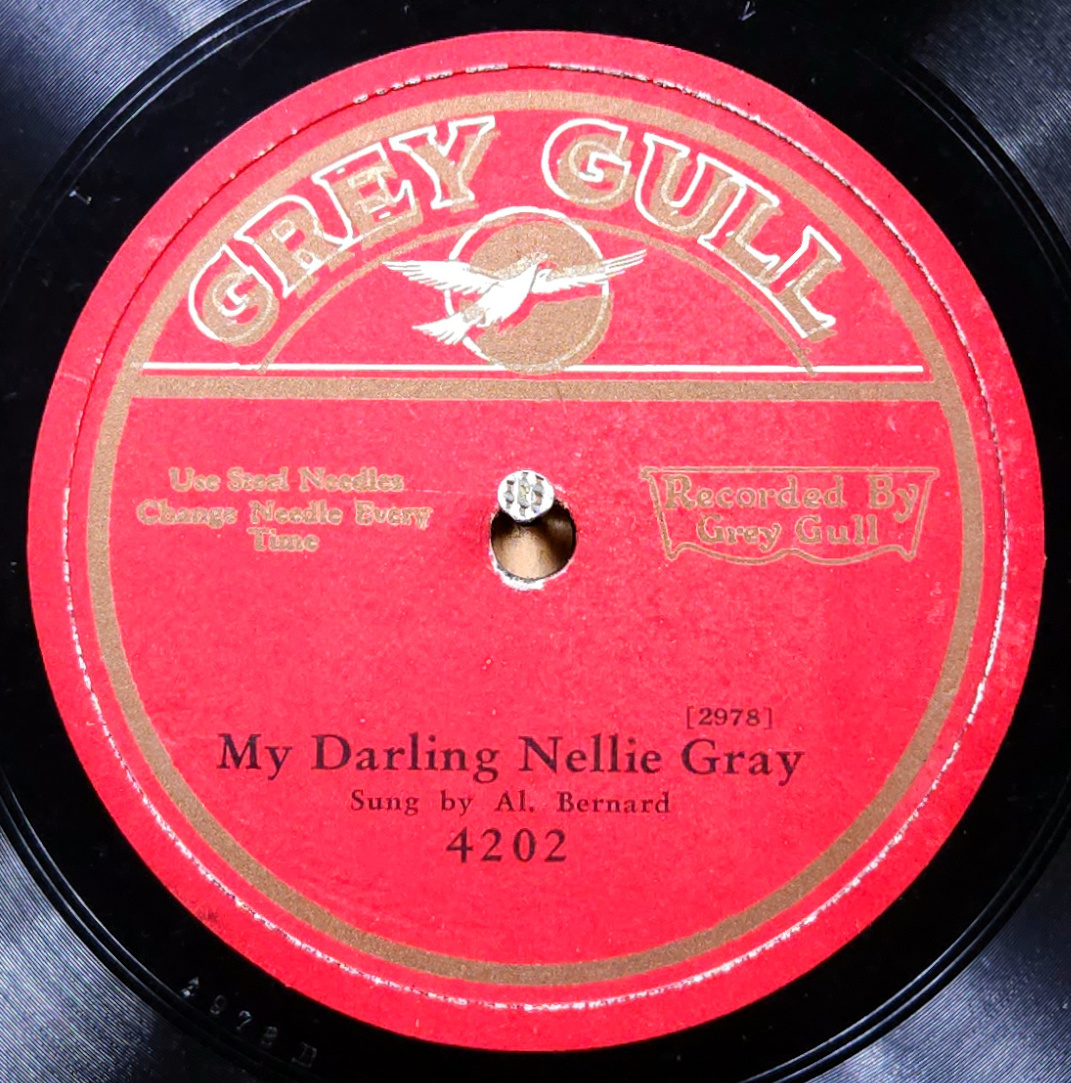 GREY GULL
Use Steel Needles
Change Needle Every
Time
Recorded By
Grey Gull
[2978]
My Darling Nellie Gray
Sung by Al. Bernard
4202